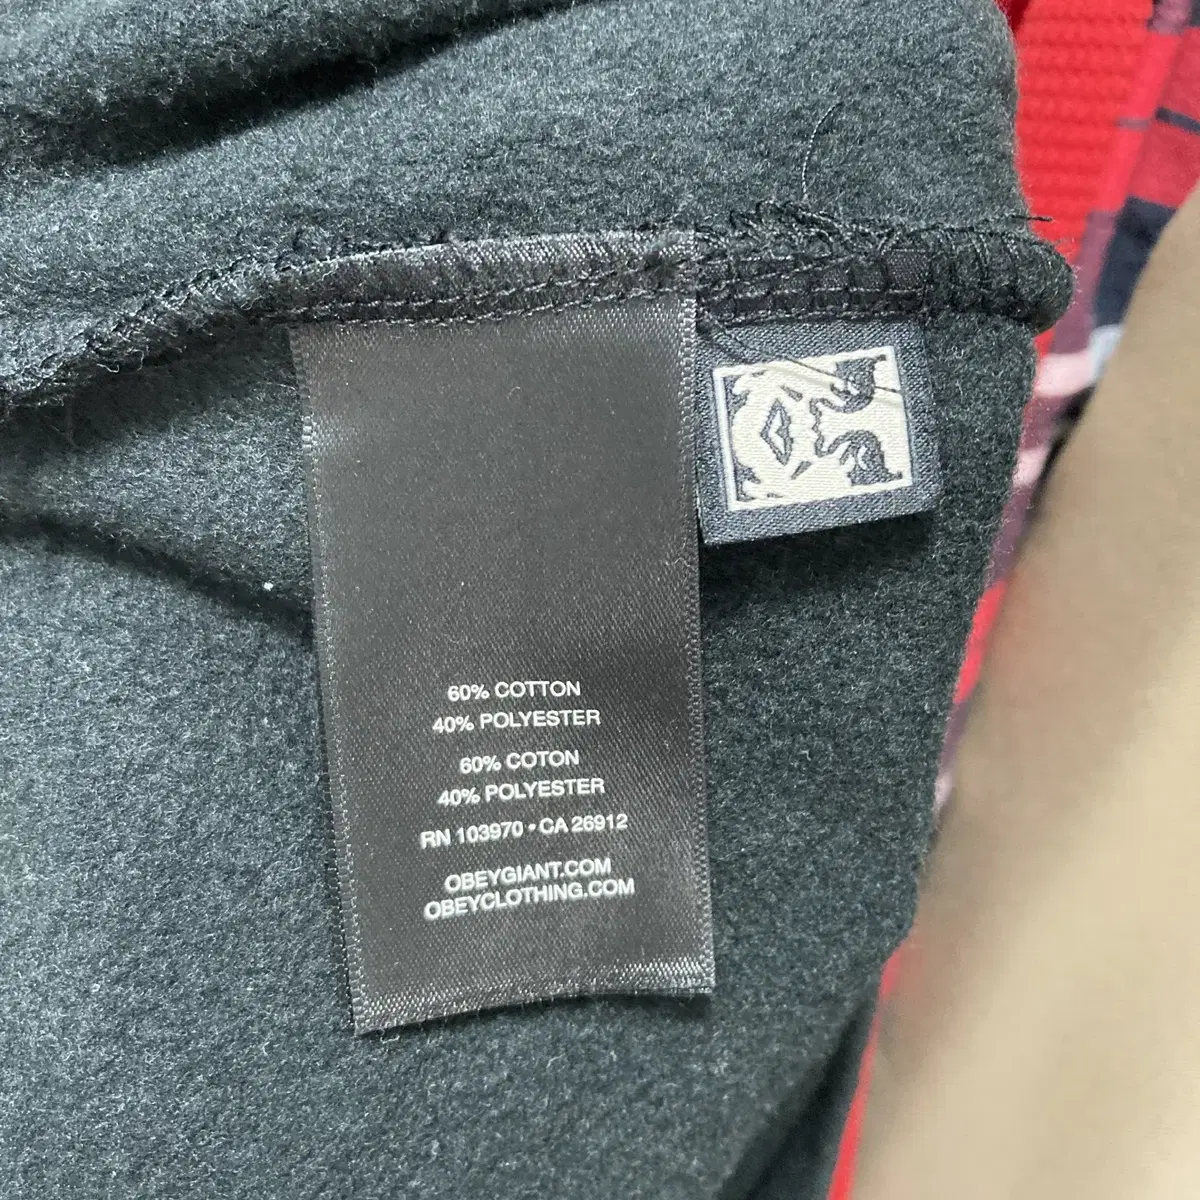 60% COTTON
40% POLYESTER
60% COTON
40% POLYESTER
RN 103970 • CA 26912
OBEYGIANT.COM
OBEYCLOTHING.COM